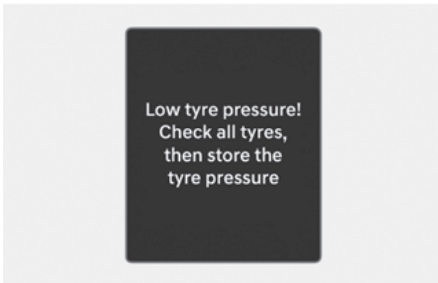 Low tyre pressure!
Check all tyres,
then store the
tyre pressure